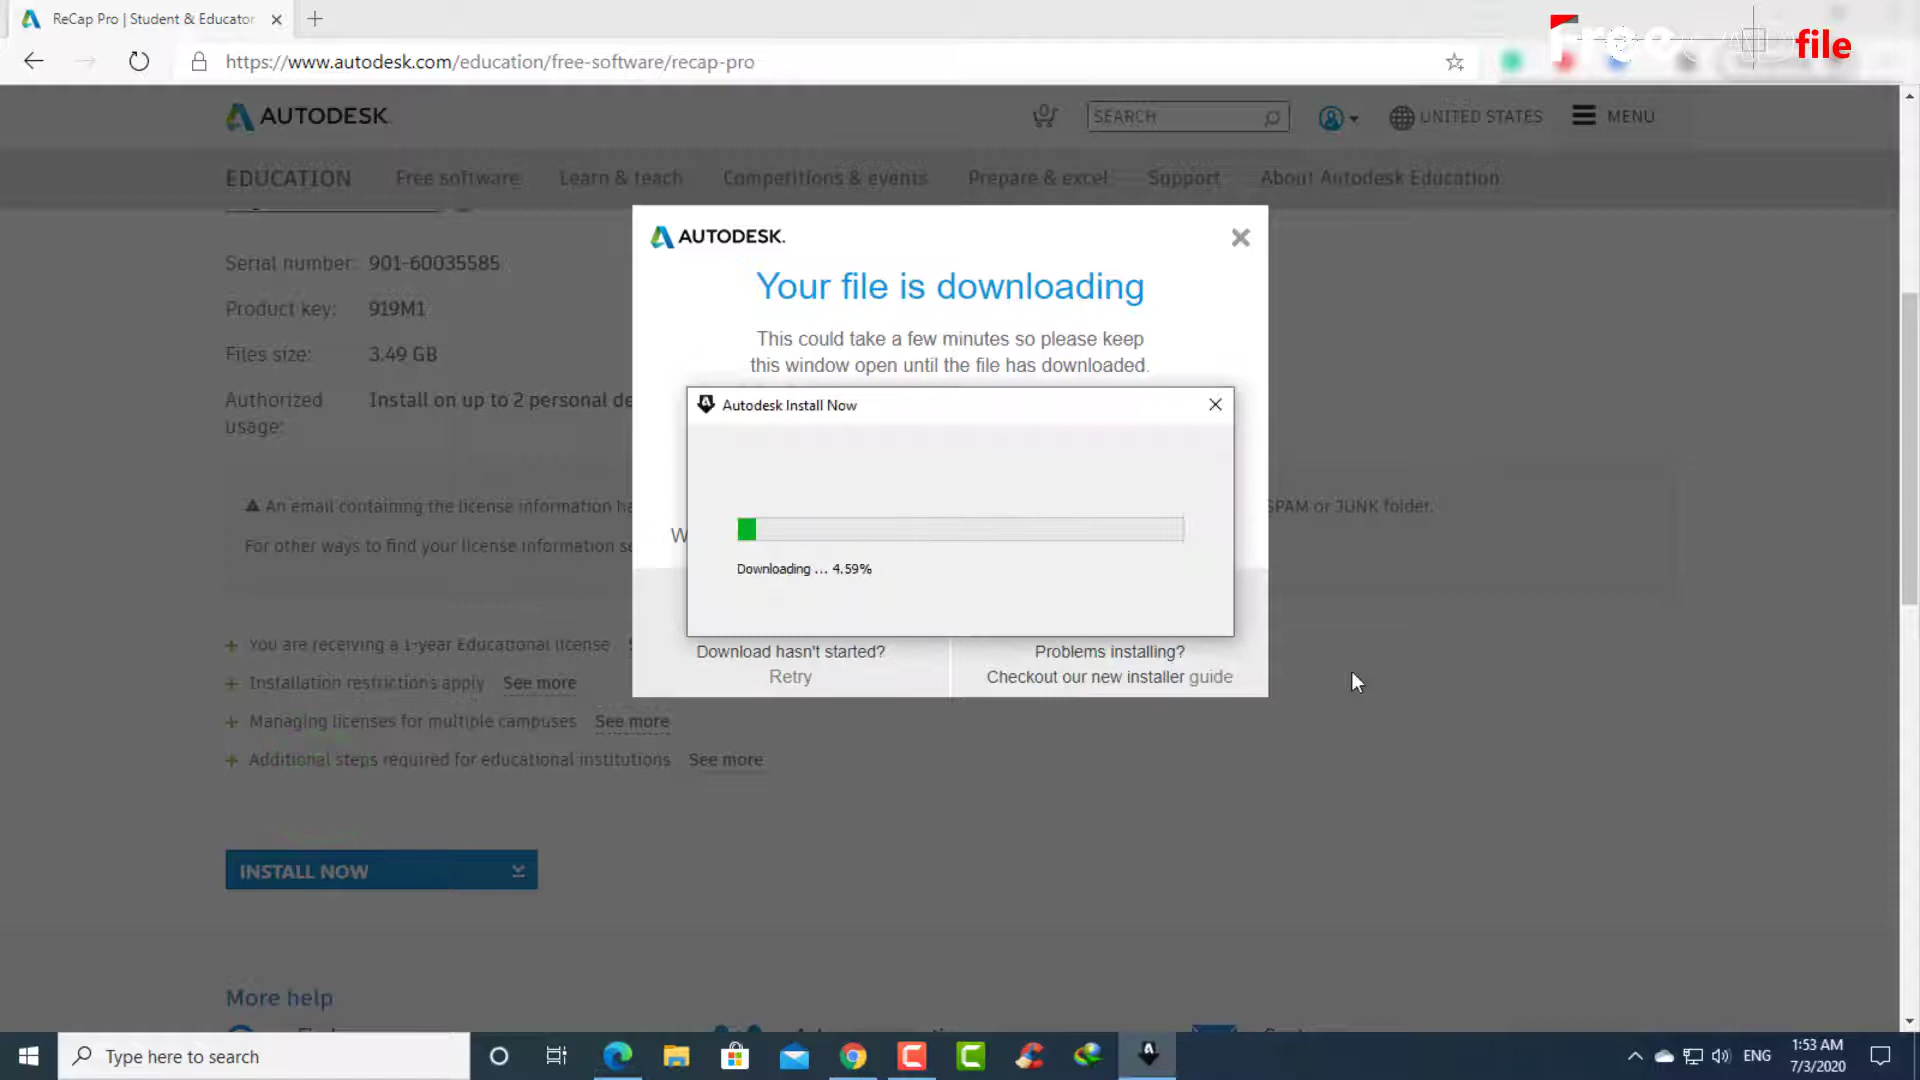 ReCap Pro | Student & Educator
Free CAD file
https://www.autodesk.com/education/free-software/recap-pro
AUTODESK.
SEARCH
UNITED STATES
MENU
EDUCATION
Free software
Learn & teach
Competitions & events
Prepare & excel
Support
About Autodesk Education
Serial number: 901-60035585
Product key: 919M1
Files size: 3.49 GB
Authorized usage: Install on up to 2 personal de
AUTODESK.
Your file is downloading
This could take a few minutes so please keep
this window open until the file has downloaded.
Autodesk Install Now
Downloading ... 4.59%
An email containing the license information ha
SPAM or JUNK folder.
For other ways to find your license information se
W
Download hasn't started?
Retry
Problems installing?
Checkout our new installer guide
+ You are receiving a 1-year Educational license
+ Installation restrictions apply See more
+ Managing licenses for multiple campuses See more
+ Additional steps required for educational institutions See more
INSTALL NOW
More help
Type here to search
ENG
1:53 AM
7/3/2020